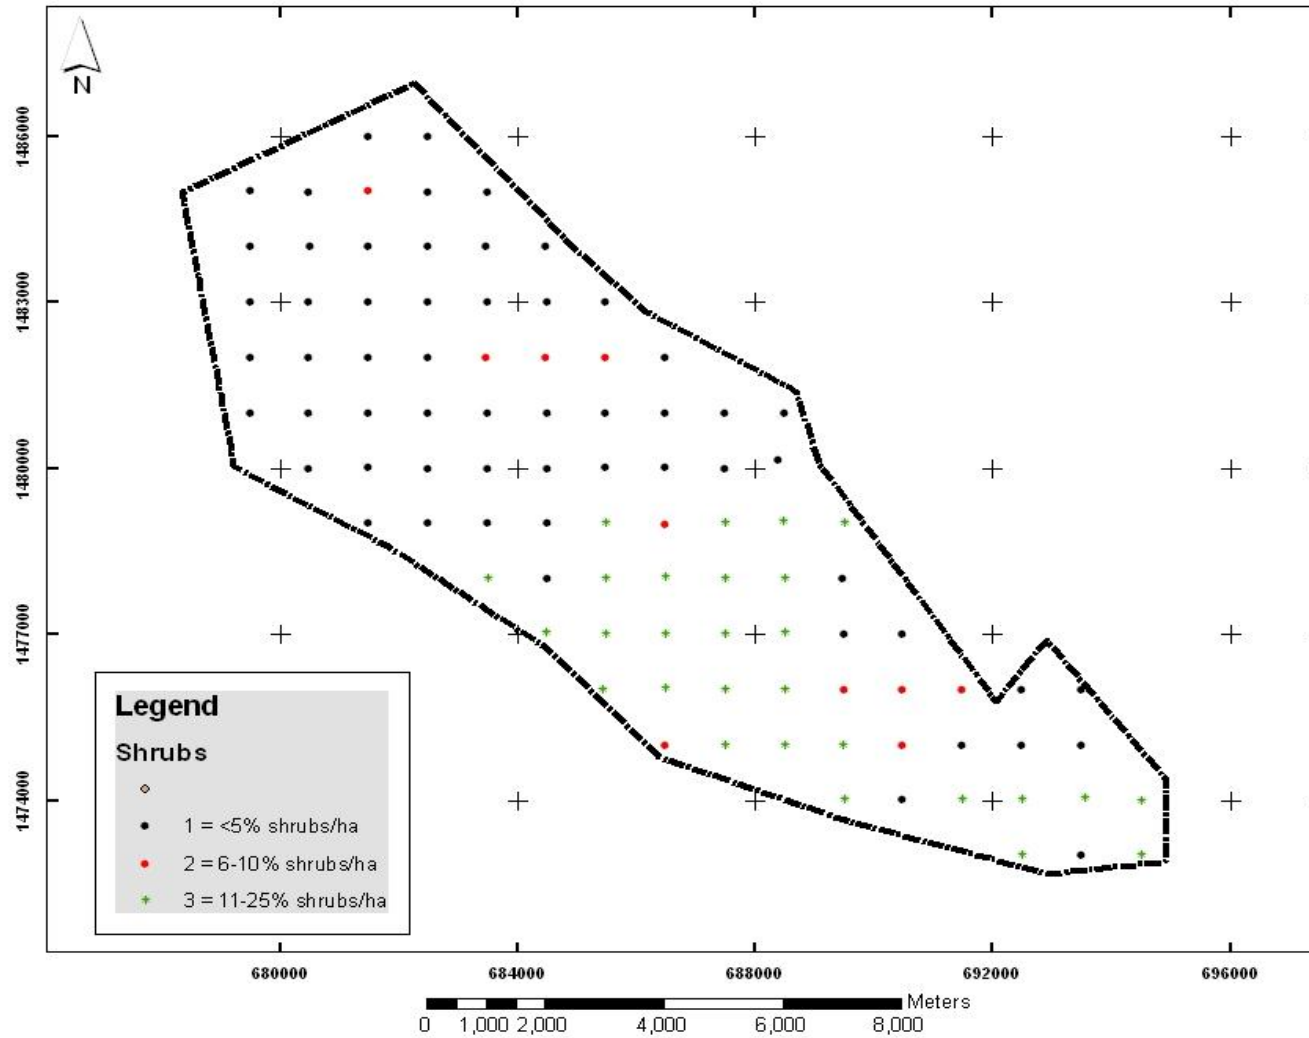 N
1486000
1483000
1480000
1477000
1474000
Legend
Shrubs
1 = <5% shrubs/ha
2 = 6-10% shrubs/ha
3 = 11-25% shrubs/ha
680000 684000 688000 692000 696000
Meters
0 1,000 2,000 4,000 6,000 8,000